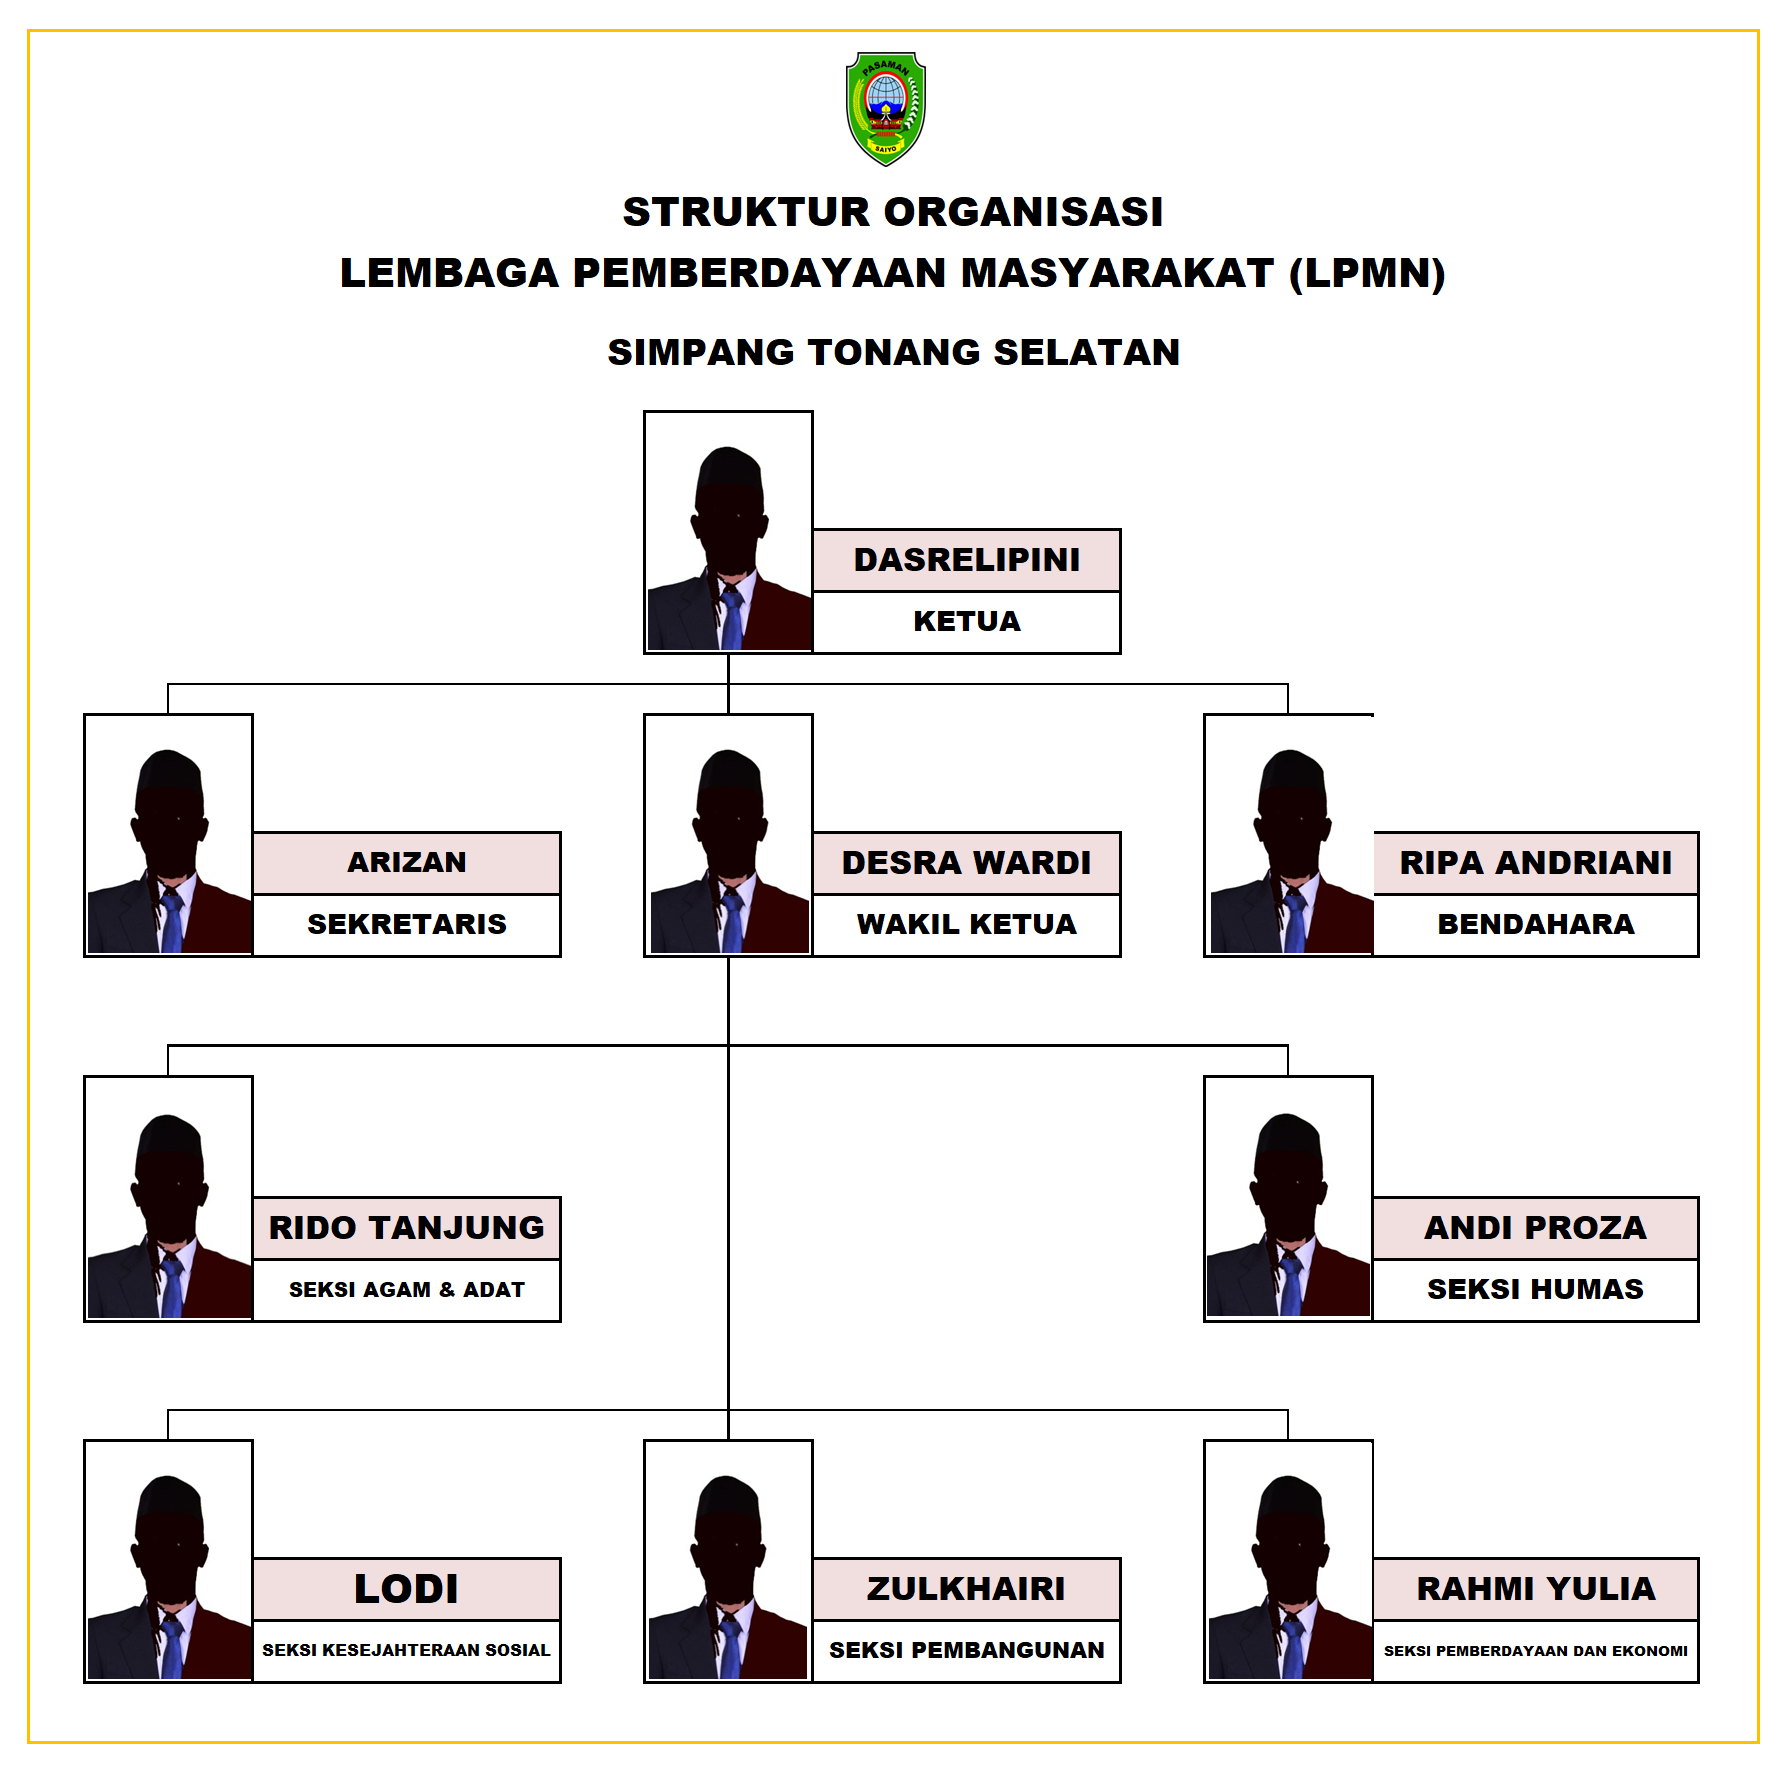 PASAMAN
SAIYO
STRUKTUR ORGANISASI
LEMBAGA PEMBERDAYAAN MASYARAKAT (LPMN)
SIMPANG TONANG SELATAN
DASRELIPINI
KETUA
ARIZAN
SEKRETARIS
DESRA WARDI
WAKIL KETUA
RIPA ANDRIANI
BENDAHARA
RIDO TANJUNG
SEKSI AGAM & ADAT
ANDI PROZA
SEKSI HUMAS
LODI
SEKSI KESEJAHTERAAN SOSIAL
ZULKHAIRI
SEKSI PEMBANGUNAN
RAHMI YULIA
SEKSI PEMBERDAYAAN DAN EKONOMI